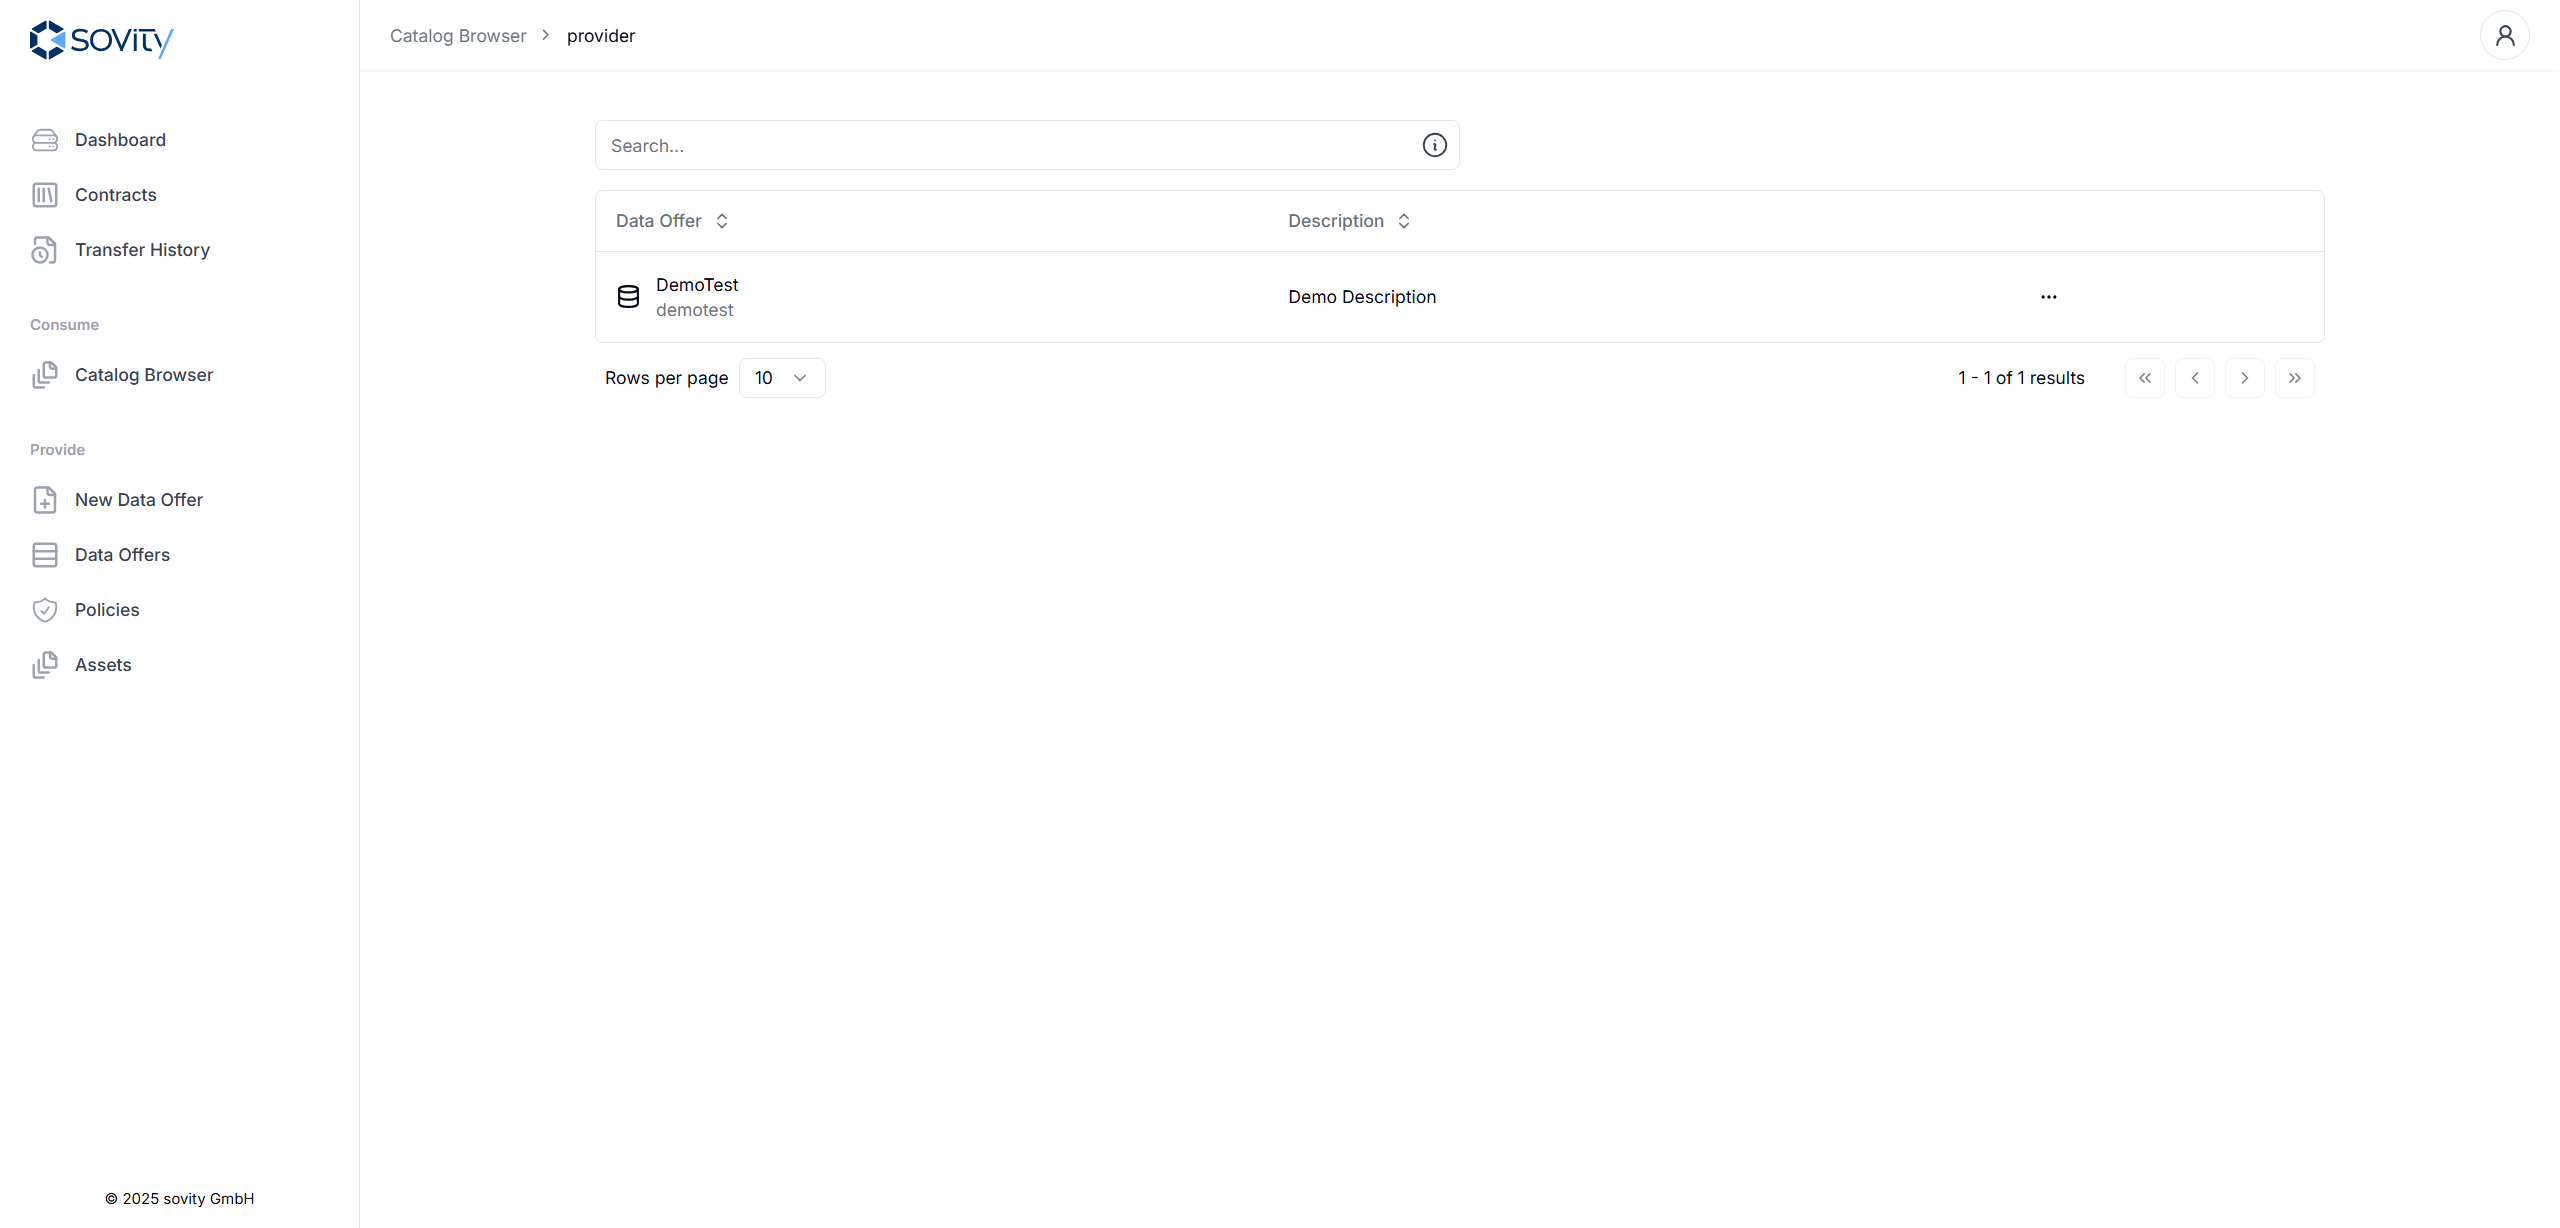 sovity
Catalog Browser > provider
Dashboard
Contracts
Transfer History
Consume
Catalog Browser
Provide
New Data Offer
Data Offers
Policies
Assets
© 2025 sovity GmbH
Search...
Data Offer Description
DemoTest
demotest
Demo Description
Rows per page 10
1 - 1 of 1 results